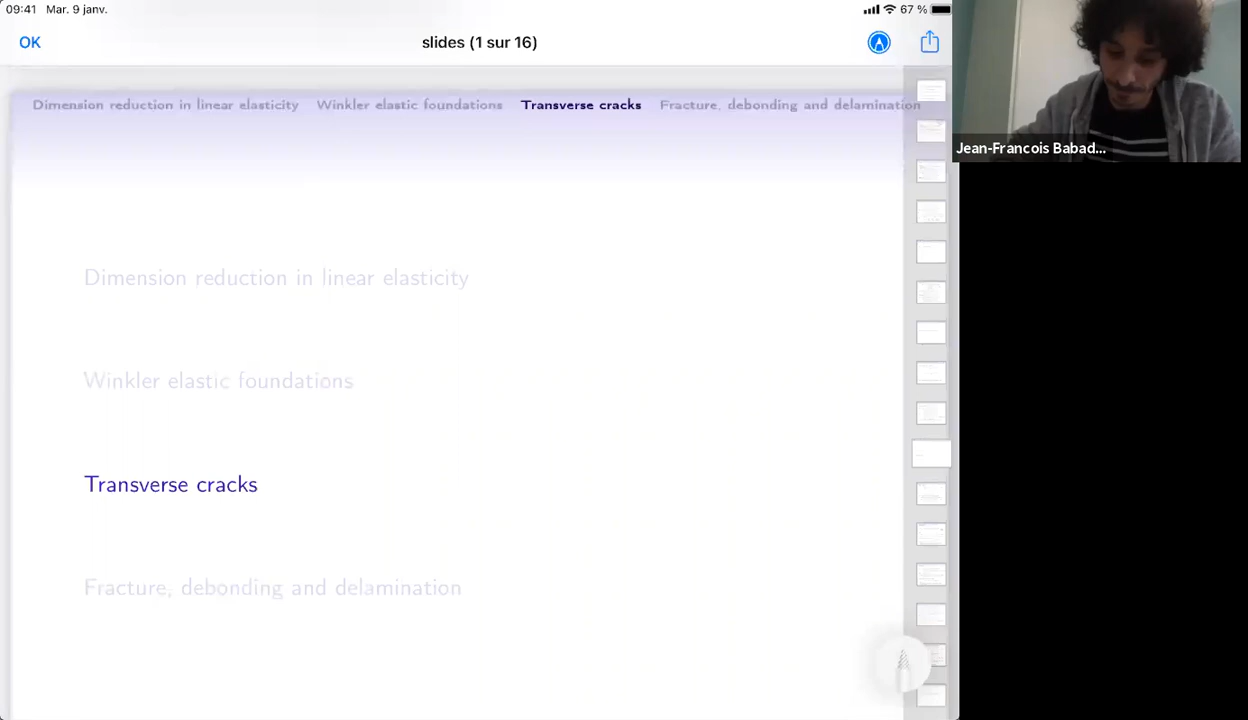 09:41 Mar. 9 janv. 67 %
OK slides (1 sur 16)
Dimension reduction in linear elasticity Winkler elastic foundations Transverse cracks Fracture, debonding and delamination
Jean-Francois Babad...
Dimension reduction in linear elasticity
Winkler elastic foundations
Transverse cracks
Fracture, debonding and delamination